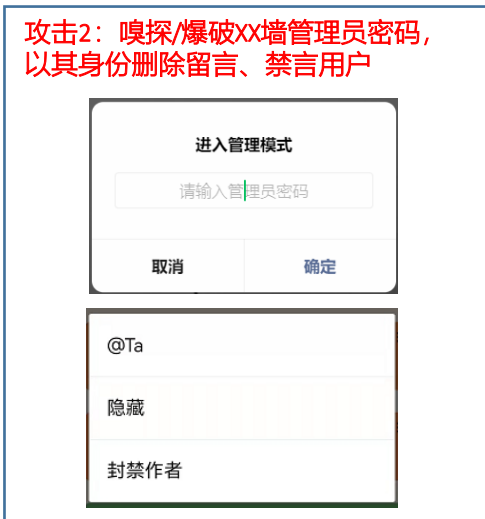 攻击2：嗅探/爆破XX墙管理员密码，
以其身份删除留言、禁言用户
进入管理模式
请输入管理员密码
取消 确定
@Ta
隐藏
封禁作者